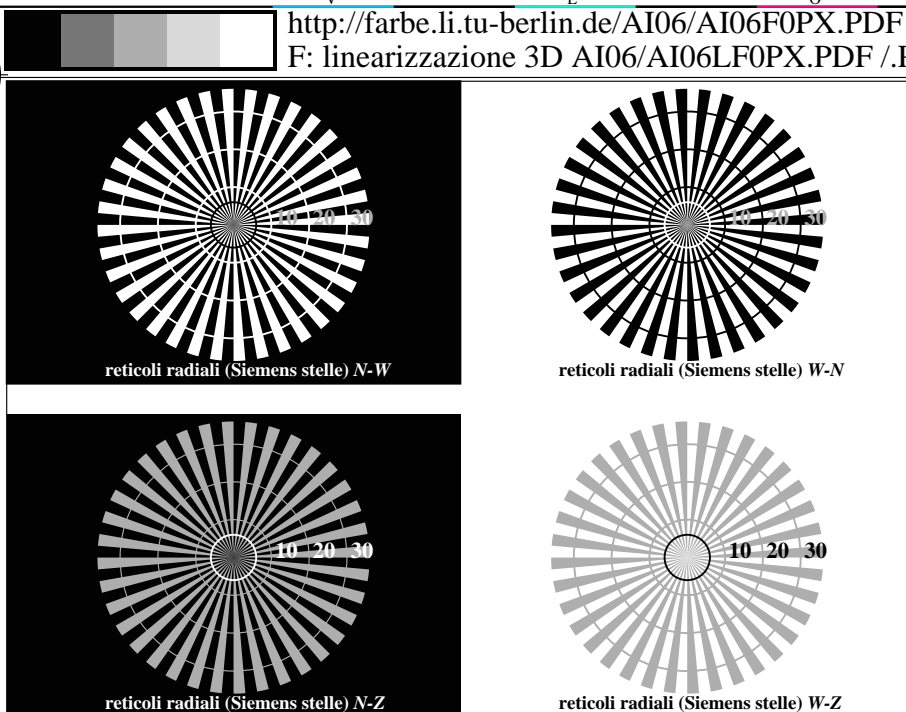 http://farbe.li.tu-berlin.de/AI06/AI06F0PX.PDF
F: linearizzazione 3D AI06/AI06LF0PX.PDF /.
10 20 30
reticoli radiali (Siemens stelle) N-W
10 20 30
reticoli radiali (Siemens stelle) W-N
10 20 30
reticoli radiali (Siemens stelle) N-Z
10 20 30
reticoli radiali (Siemens stelle) W-Z